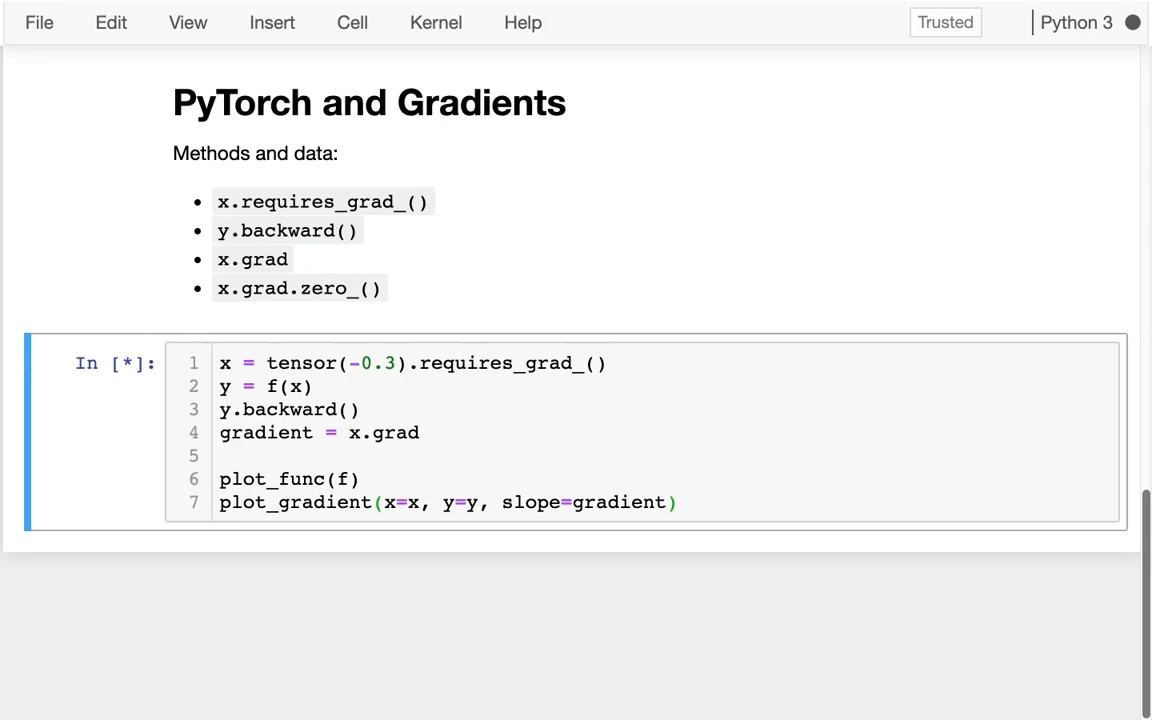 File Edit View Insert Cell Kernel Help Trusted Python 3
PyTorch and Gradients
Methods and data:
• x.requires_grad_()
• y.backward()
• x.grad
• x.grad.zero_()
In [*]:
1 x = tensor(-0.3).requires_grad_()
2 y = f(x)
3 y.backward()
4 gradient = x.grad
5
6 plot_func(f)
7 plot_gradient(x=x, y=y, slope=gradient)